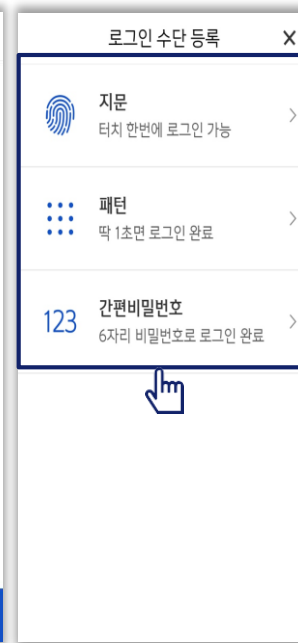 로그인 수단 등록 X
지문
터치 한번에 로그인 가능
패턴
딱 1초면 로그인 완료
123 간편비밀번호
6자리 비밀번호로 로그인 완료